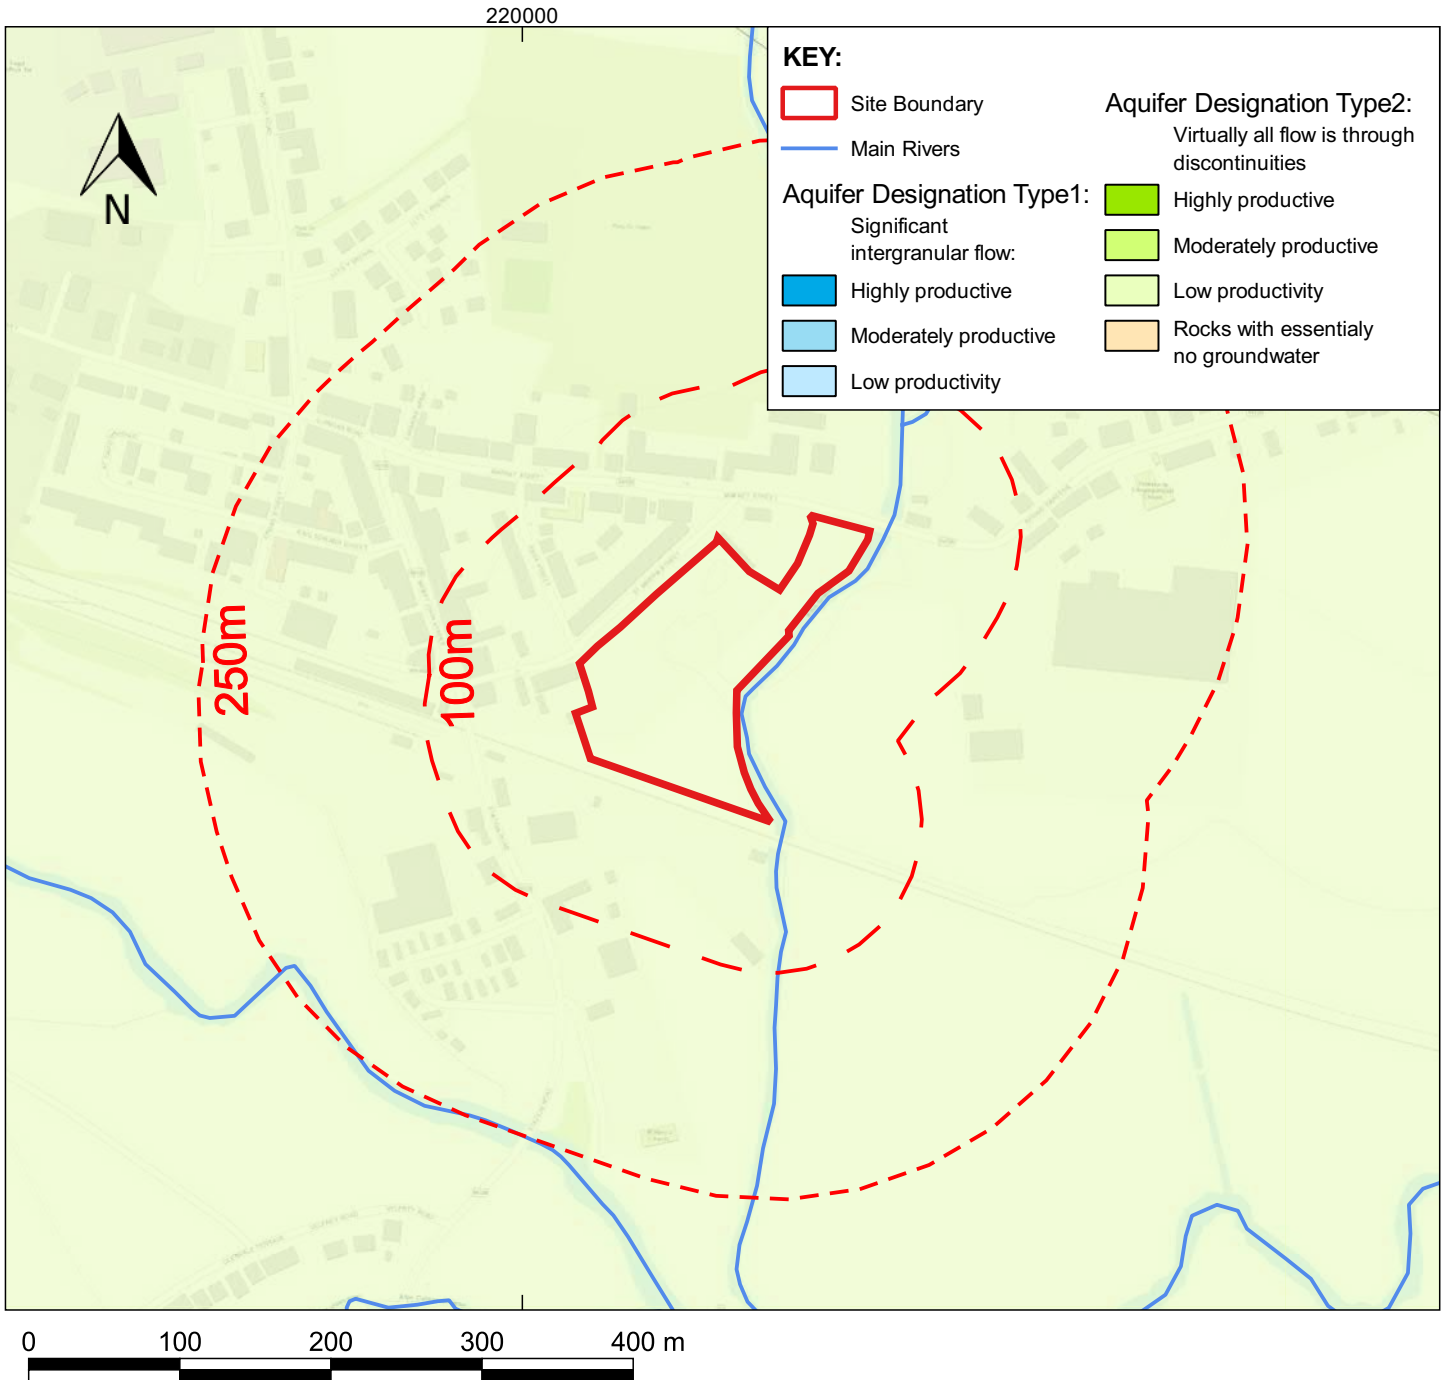 220000
KEY:
Site Boundary
Main Rivers
Aquifer Designation Type1:
Significant
intergranular flow:
Highly productive
Moderately productive
Low productivity
Aquifer Designation Type2:
Virtually all flow is through
discontinuities
Highly productive
Moderately productive
Low productivity
Rocks with essentialy
no groundwater
N
250m
100m
0 100 200 300 400 m